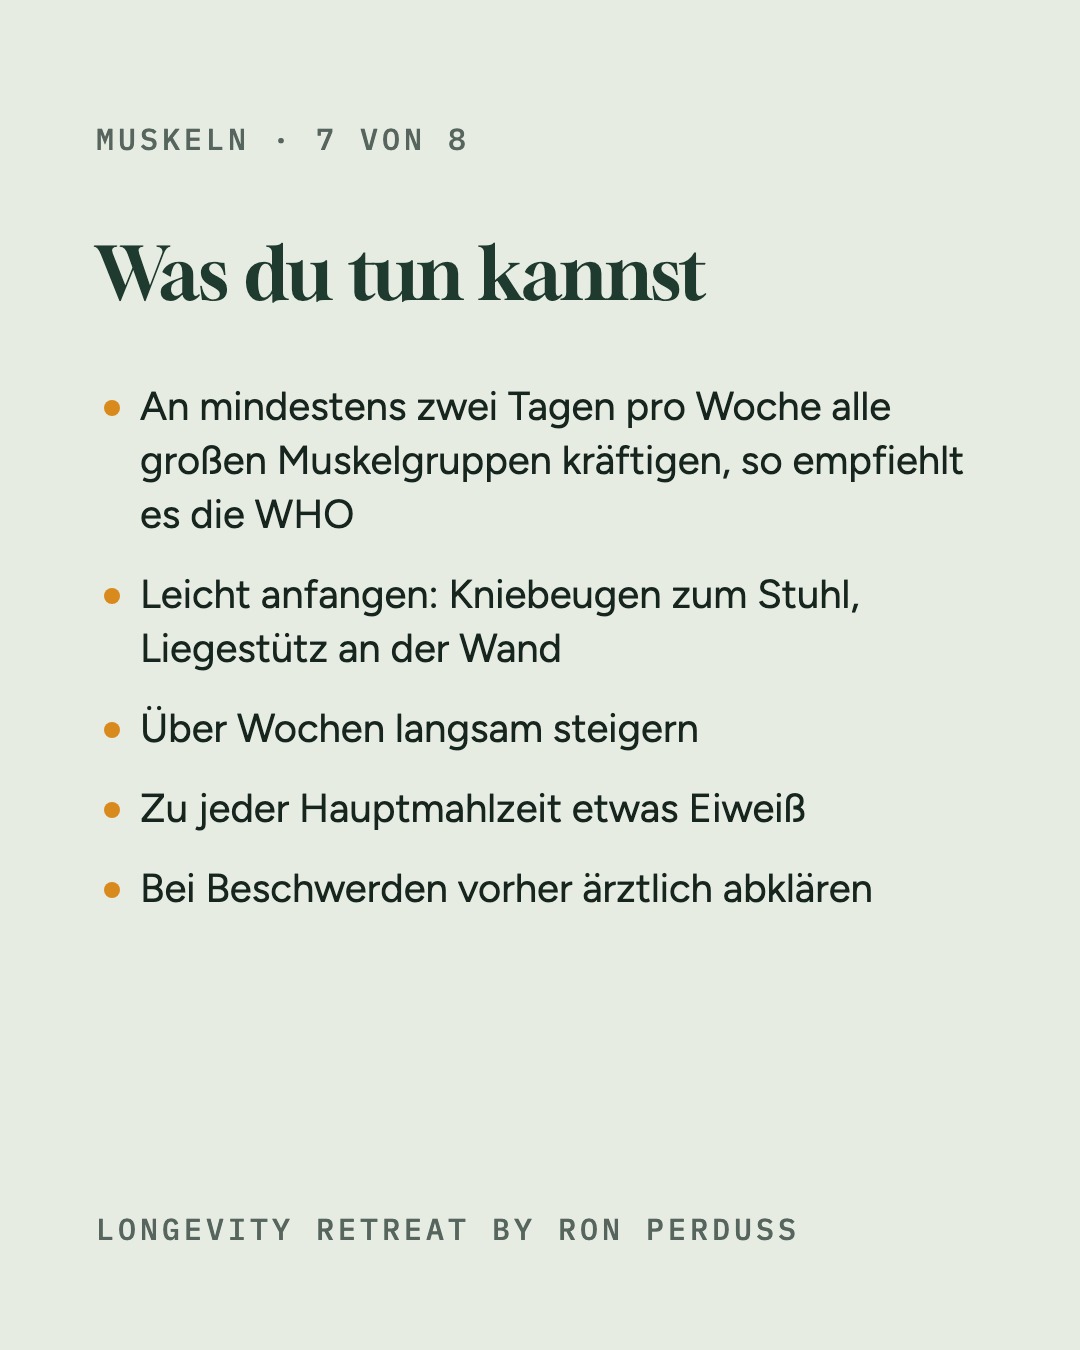 MUSKELN · 7 VON 8
Was du tun kannst
• An mindestens zwei Tagen pro Woche alle
großen Muskelgruppen kräftigen, so empfiehlt
es die WHO
• Leicht anfangen: Kniebeugen zum Stuhl,
Liegestütz an der Wand
• Über Wochen langsam steigern
• Zu jeder Hauptmahlzeit etwas Eiweiß
• Bei Beschwerden vorher ärztlich abklären
LONGEVITY RETREAT BY RON PERDUSS